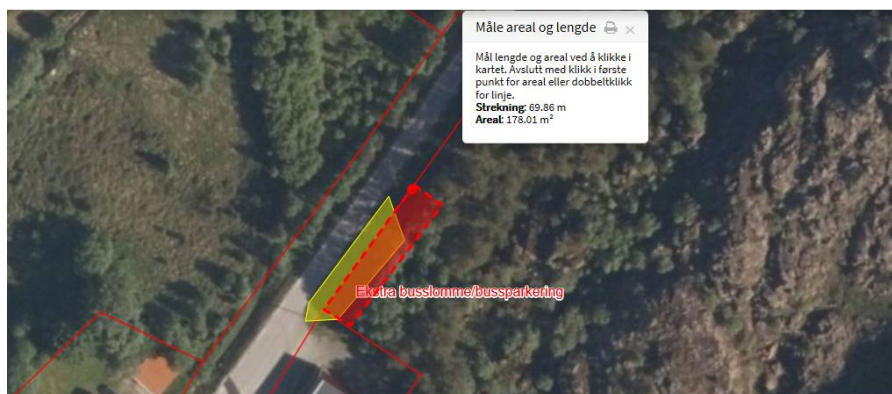 Måle areal og lengde
Mål lengde og areal ved å klikke i
kartet. Avslutt med klikk i første
punkt for areal eller dobbeltklikk
for linje.
Strekning: 69.86 m
Areal: 178.01 m²
Ekstra busslomme/bussparkering